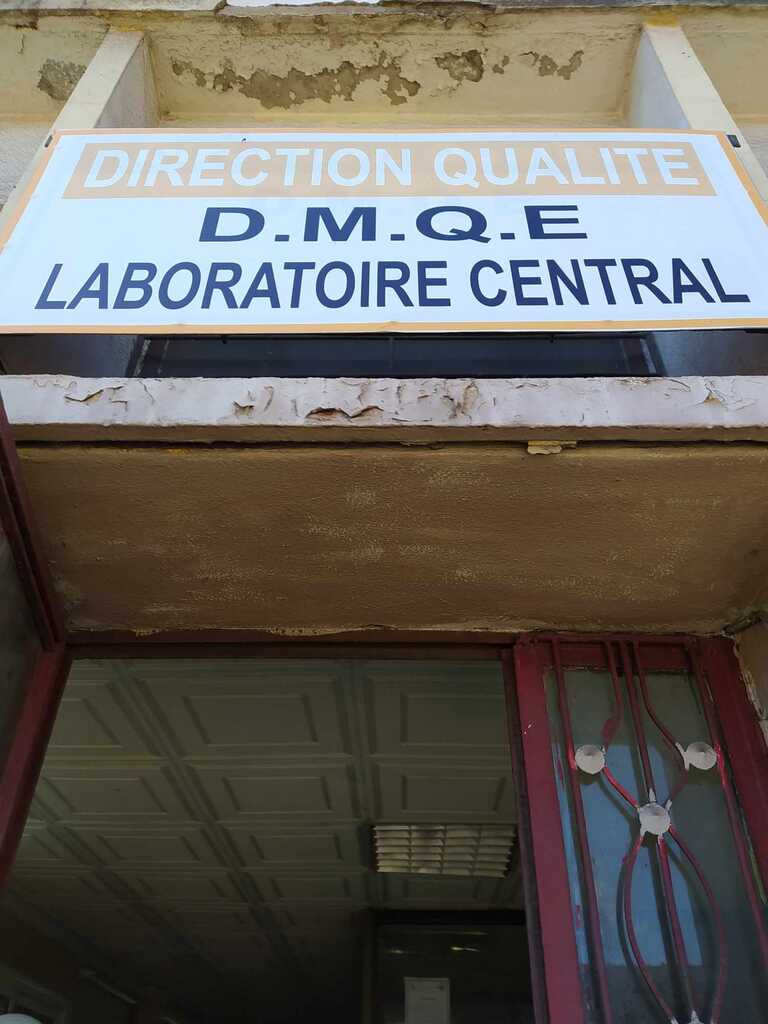 DIRECTION QUALITE
D.M.Q.E
LABORATOIRE CENTRAL